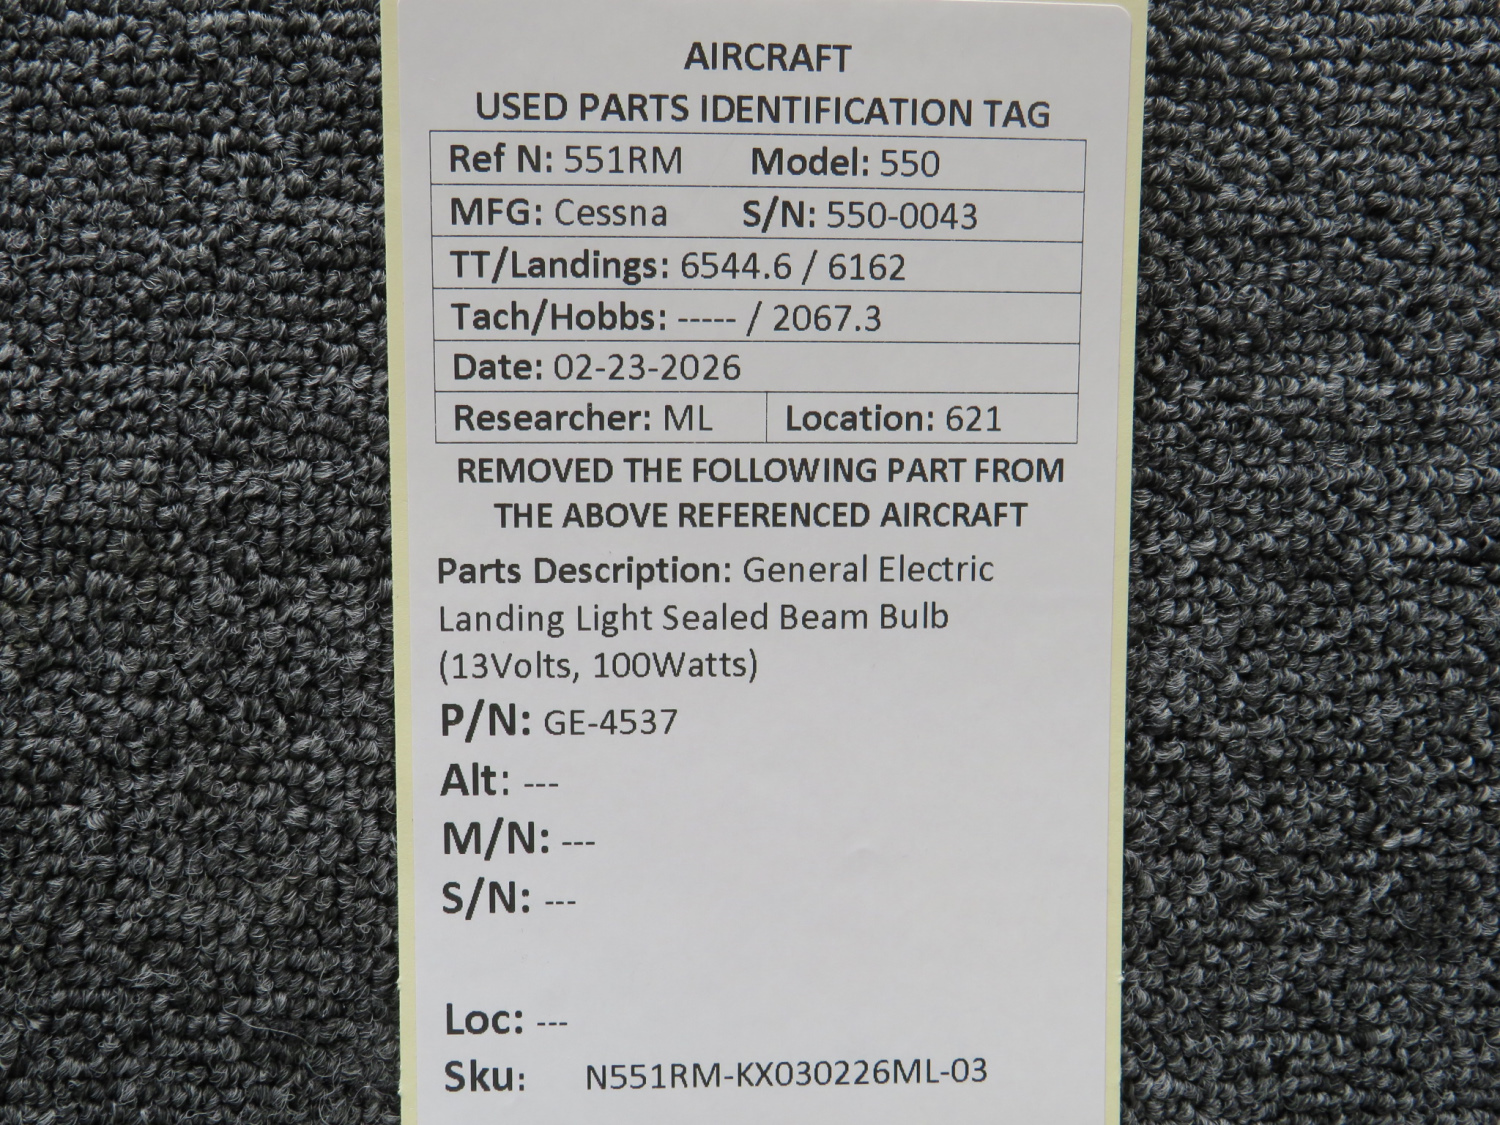 AIRCRAFT
USED PARTS IDENTIFICATION TAG
Ref N: 551RM Model: 550
MFG: Cessna S/N: 550-0043
TT/Landings: 6544.6 / 6162
Tach/Hobbs: ----- / 2067.3
Date: 02-23-2026
Researcher: ML Location: 621
REMOVED THE FOLLOWING PART FROM
THE ABOVE REFERENCED AIRCRAFT
Parts Description: General Electric
Landing Light Sealed Beam Bulb
(13Volts, 100Watts)
P/N: GE-4537
Alt: ---
M/N: ---
S/N: ---
Loc: ---
Sku: N551RM-KX030226ML-03